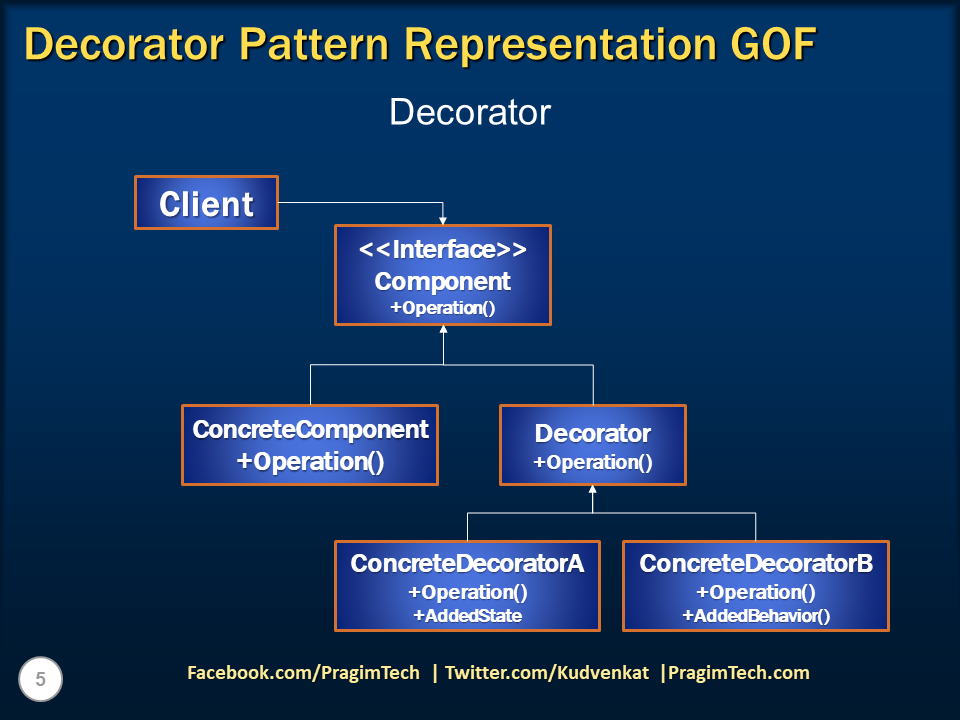 Decorator Pattern Representation GOF
Decorator
Client
<<Interface>>
Component
+Operation()
ConcreteComponent
+Operation()
Decorator
+Operation()
ConcreteDecoratorA
+Operation()
+AddedState
ConcreteDecoratorB
+Operation()
+AddedBehavior()
5
Facebook.com/PragimTech | Twitter.com/Kudvenkat |PragimTech.com